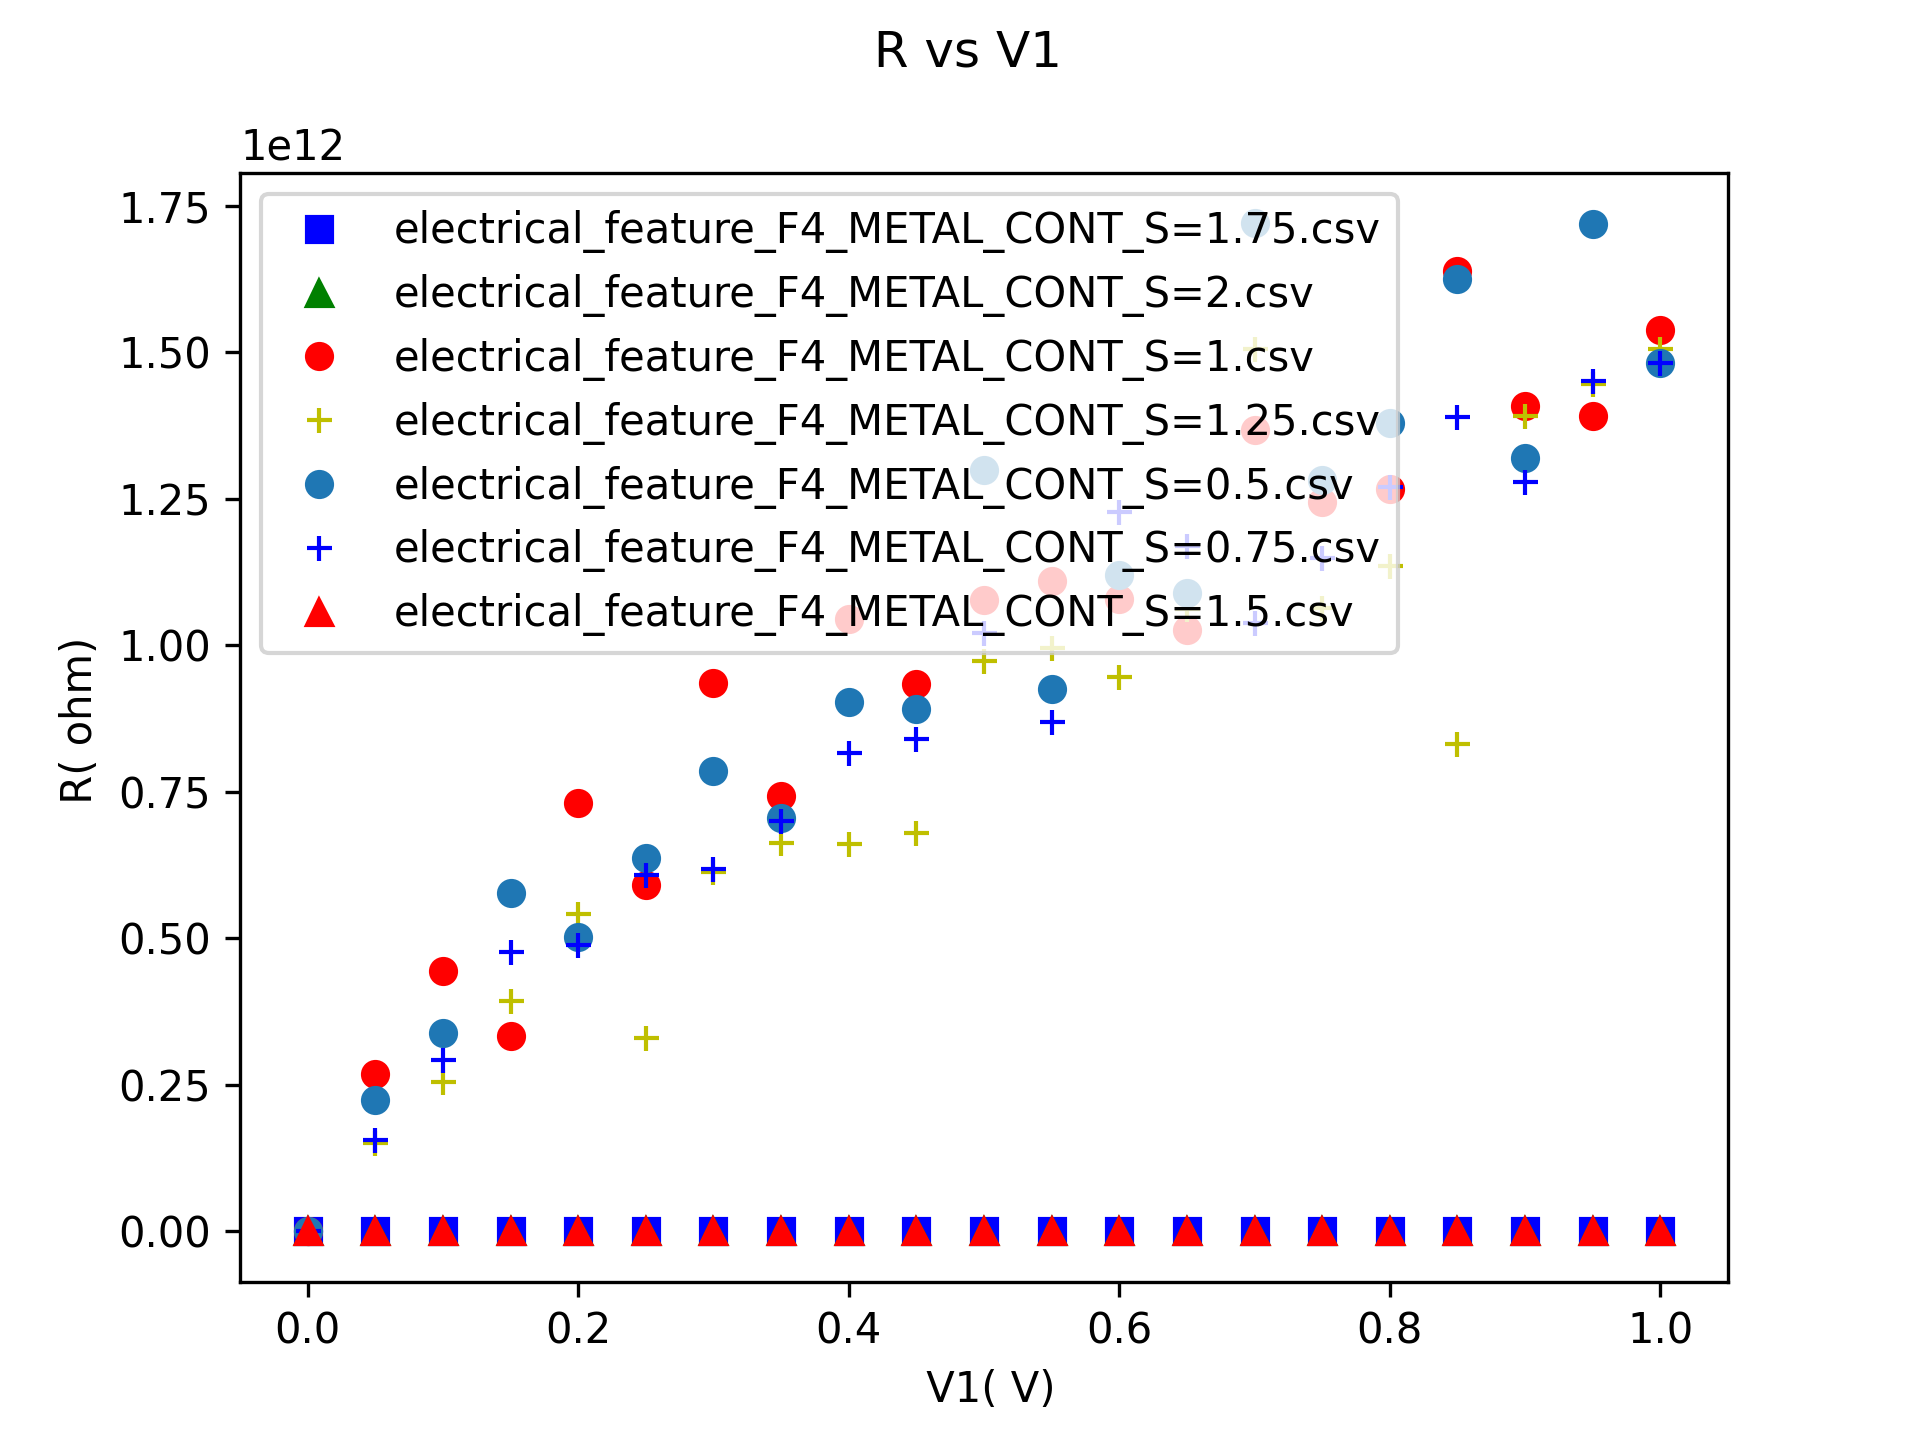 R vs V1
1e12
1.75
1.50
1.25
1.00
0.75
0.50
0.25
0.00
R( ohm)
electrical_feature_F4_METAL_CONT_S=1.75.csv
electrical_feature_F4_METAL_CONT_S=2.csv
electrical_feature_F4_METAL_CONT_S=1.csv
electrical_feature_F4_METAL_CONT_S=1.25.csv
electrical_feature_F4_METAL_CONT_S=0.5.csv
electrical_feature_F4_METAL_CONT_S=0.75.csv
electrical_feature_F4_METAL_CONT_S=1.5.csv
0.0 0.2 0.4 0.6 0.8 1.0
V1( V)